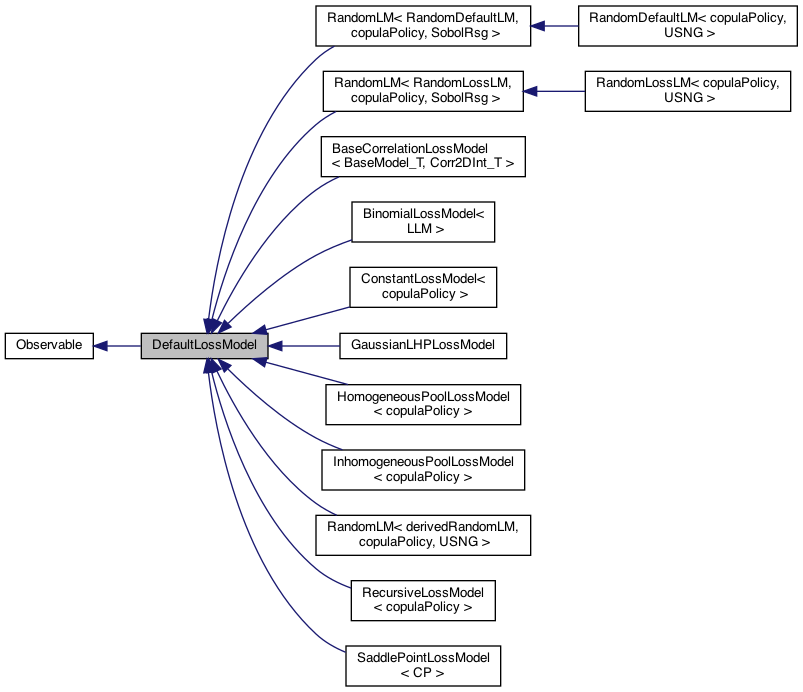 RandomLM< RandomDefaultLM,
copulaPolicy, SobolRsg >
RandomDefaultLM< copulaPolicy,
USNG >
RandomLM< RandomLossLM,
copulaPolicy, SobolRsg >
RandomLossLM< copulaPolicy,
USNG >
BaseCorrelationLossModel
< BaseModel_T, Corr2DInt_T >
BinomialLossModel<
LLM >
ConstantLossModel<
copulaPolicy >
Observable
DefaultLossModel
GaussianLHPLossModel
HomogeneousPoolLossModel
< copulaPolicy >
InhomogeneousPoolLossModel
< copulaPolicy >
RandomLM< derivedRandomLM,
copulaPolicy, USNG >
RecursiveLossModel
< copulaPolicy >
SaddlePointLossModel
< CP >